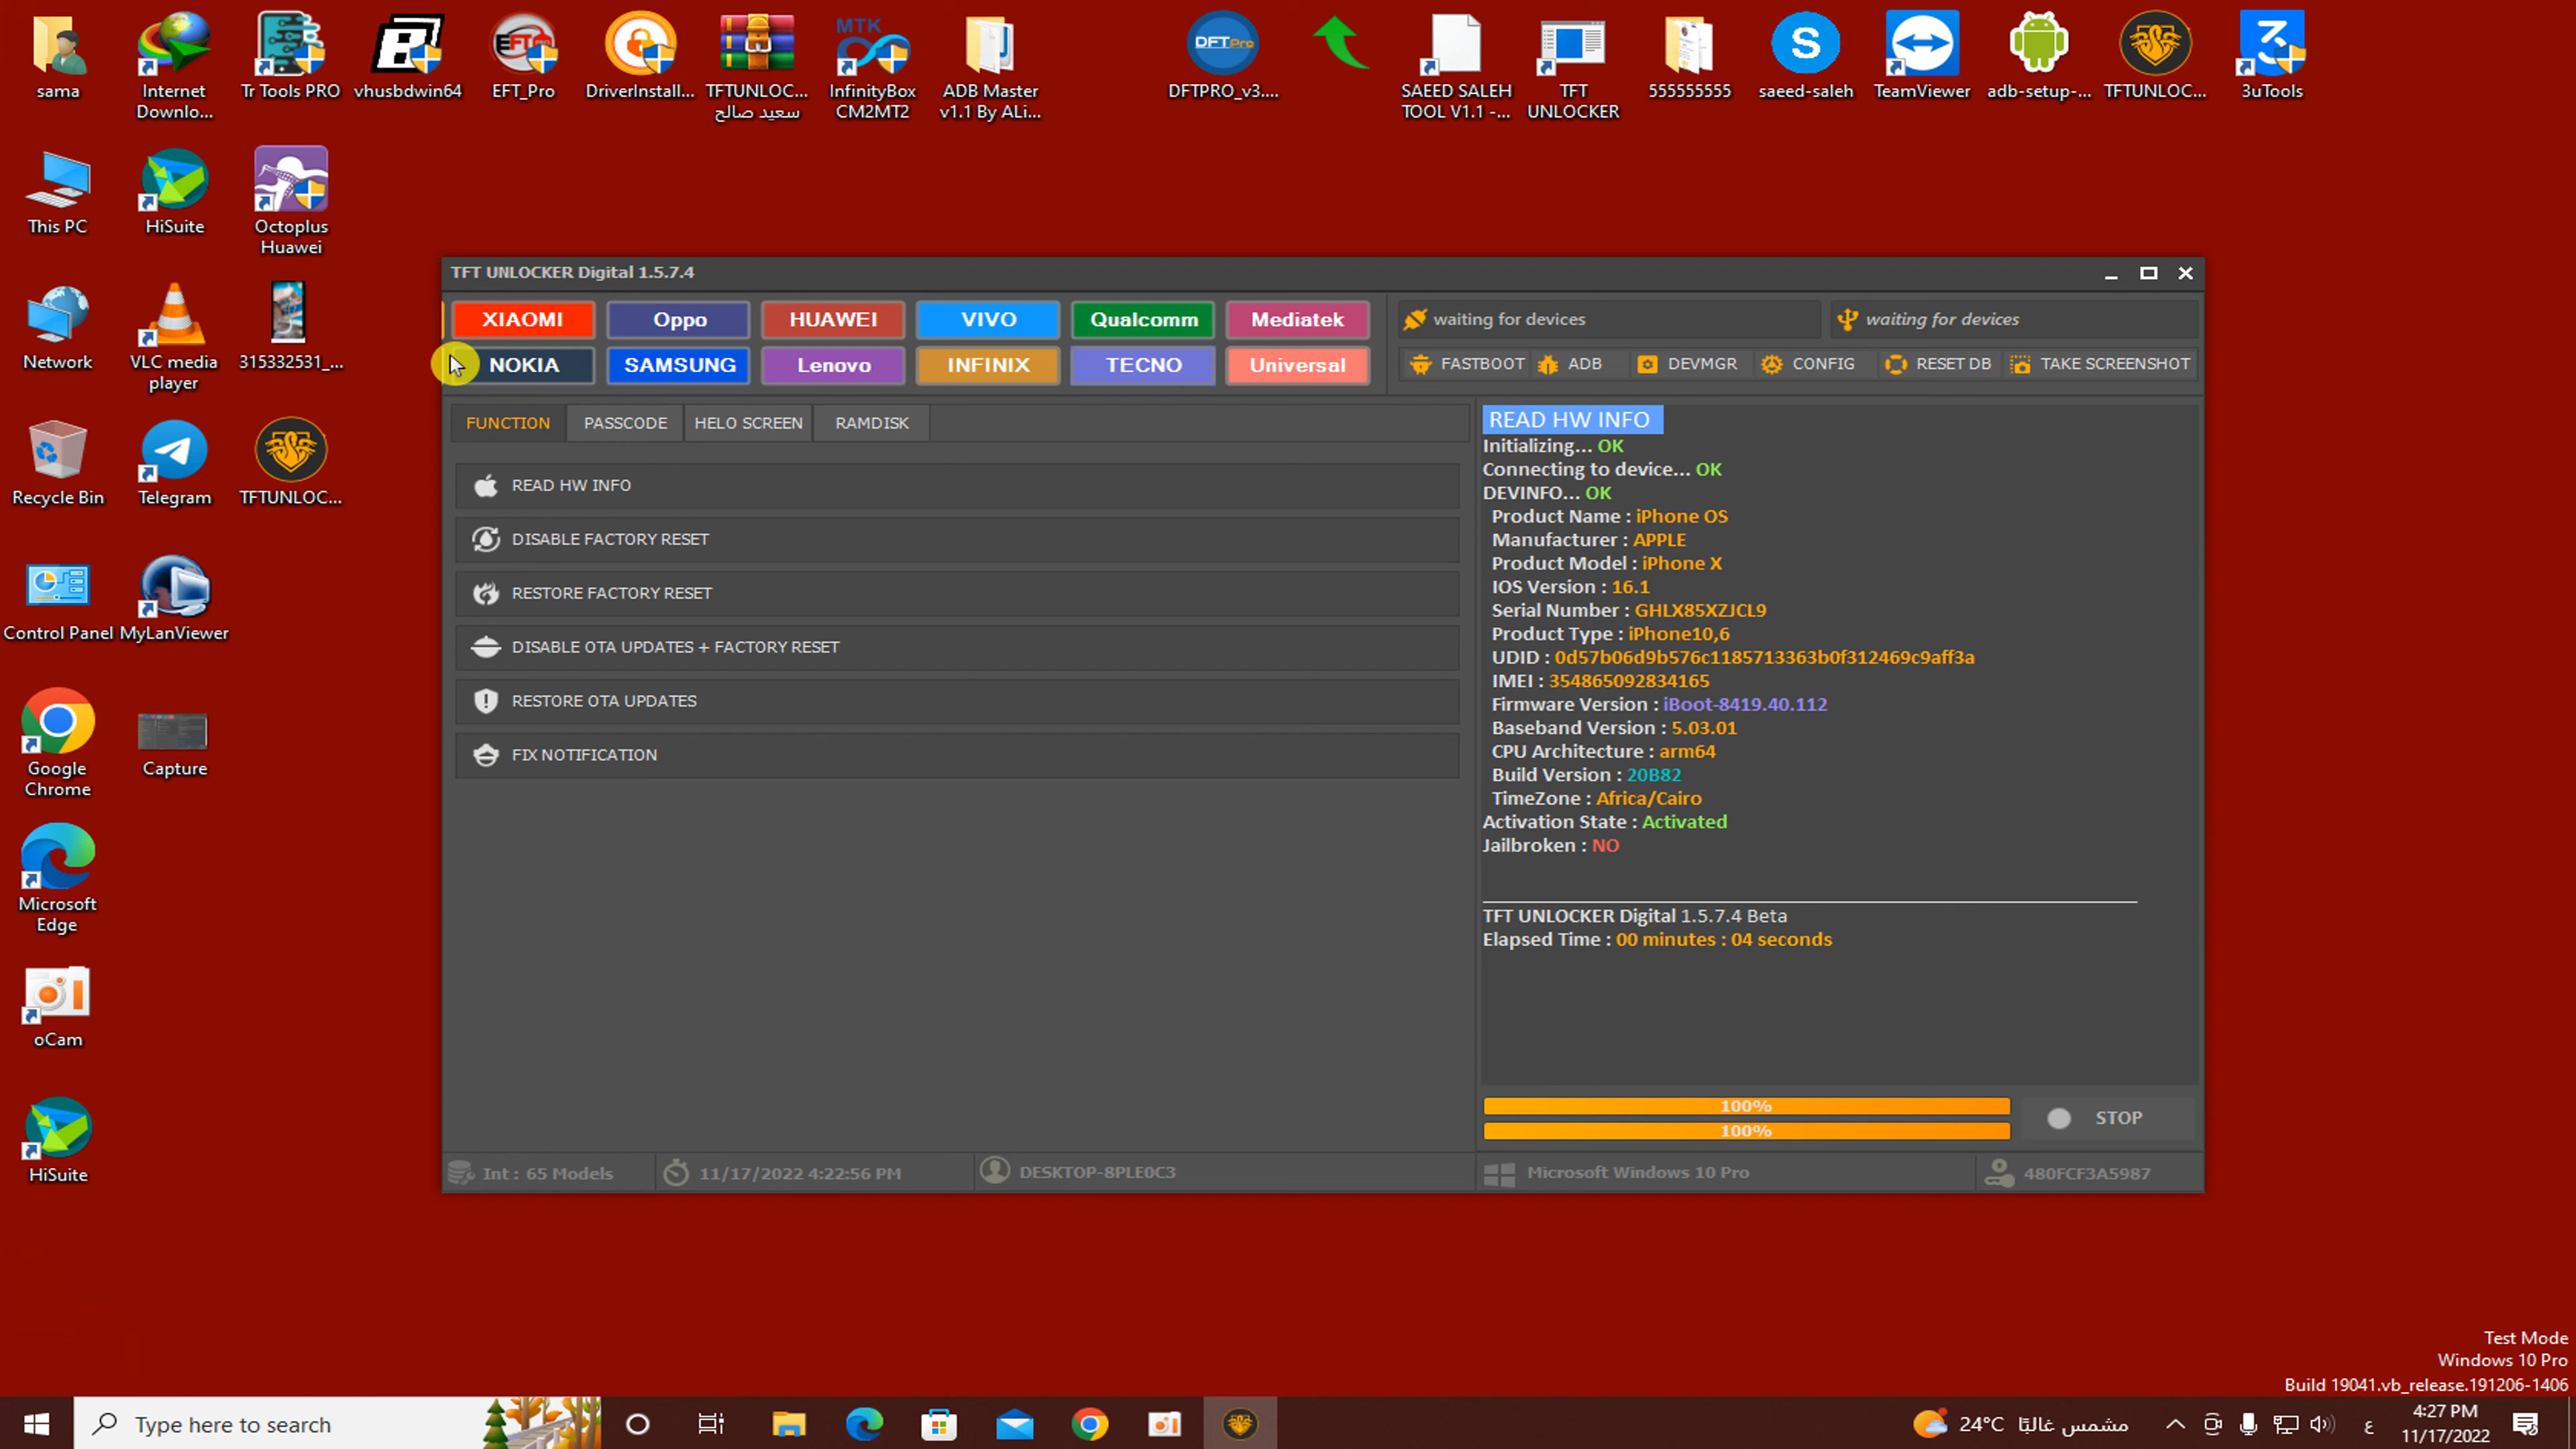 sama
Internet Downlo...
Tr Tools PRO
vhusbdwin64
EFT_Pro
DriverInstall...
TFTUNLOC... سعيد صالح
MTK
InfinityBox CM2MT2
ADB Master v1.1 By ALi...
DFTPro
DFTPRO_v3....
SAEED SALEH TOOL V1.1 -...
TFT UNLOCKER
555555555
saeed-saleh
TeamViewer
adb-setup-...
TFTUNLOC...
3uTools
This PC
HiSuite
Octoplus Huawei
Network
VLC media player
315332531_...
Recycle Bin
Telegram
TFTUNLOC...
Control Panel
MyLanViewer
Google Chrome
Capture
Microsoft Edge
oCam
HiSuite
TFT UNLOCKER Digital 1.5.7.4
XIAOMI
Oppo
HUAWEI
VIVO
Qualcomm
Mediatek
NOKIA
SAMSUNG
Lenovo
INFINIX
TECNO
Universal
waiting for devices
waiting for devices
FASTBOOT
ADB
DEVMGR
CONFIG
RESET DB
TAKE SCREENSHOT
FUNCTION
PASSCODE
HELO SCREEN
RAMDISK
READ HW INFO
DISABLE FACTORY RESET
RESTORE FACTORY RESET
DISABLE OTA UPDATES + FACTORY RESET
RESTORE OTA UPDATES
FIX NOTIFICATION
READ HW INFO
Initializing... OK
Connecting to device... OK
DEVINFO... OK
Product Name : iPhone OS
Manufacturer : APPLE
Product Model : iPhone X
IOS Version : 16.1
Serial Number : GHLX85XZJCL9
Product Type : iPhone10,6
UDID : 0d57b06d9b576c1185713363b0f312469c9aff3a
IMEI : 354865092834165
Firmware Version : iBoot-8419.40.112
Baseband Version : 5.03.01
CPU Architecture : arm64
Build Version : 20B82
TimeZone : Africa/Cairo
Activation State : Activated
Jailbroken : NO
TFT UNLOCKER Digital 1.5.7.4 Beta
Elapsed Time : 00 minutes : 04 seconds
100%
100%
STOP
Int : 65 Models
11/17/2022 4:22:56 PM
DESKTOP-8PLE0C3
Microsoft Windows 10 Pro
480FCF3A5987
Test Mode
Windows 10 Pro
Build 19041.vb_release.191206-1406
Type here to search
24°C مشمس غالبًا
ع
4:27 PM
11/17/2022